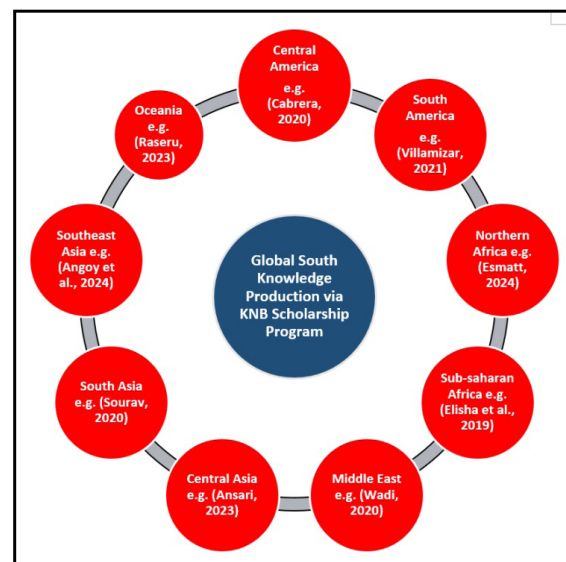 Central
America
e.g.
(Cabrera,
2020)
South
America
e.g.
(Villamizar,
2021)
Northern
Africa e.g.
(Esmatt,
2024)
Sub-saharan
Africa e.g.
(Elisha et al.,
2019)
Middle East
e.g. (Wadi,
2020)
Central Asia
e.g. (Ansari,
2023)
South Asia
e.g. (Sourav,
2020)
Southeast
Asia e.g.
(Angoy et
al., 2024)
Oceania
e.g.
(Raseru,
2023)
Global South
Knowledge
Production via
KNB Scholarship
Program